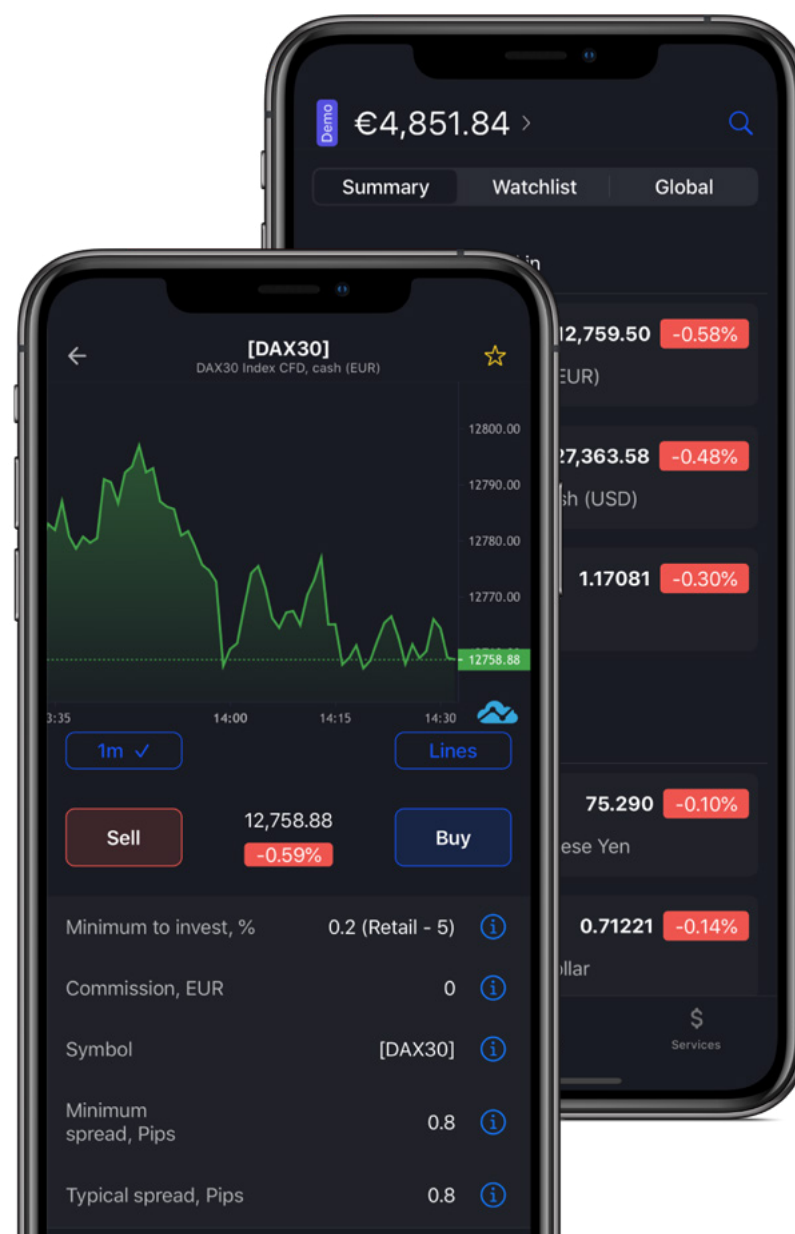 Demo
€4,851.84 >
Summary
Watchlist
Global
in
12,759.50
-0.58%
EUR)
27,363.58
-0.48%
sh (USD)
1.17081
-0.30%
75.290
-0.10%
ese Yen
0.71221
-0.14%
ollar
$
Services
[DAX30]
DAX30 Index CFD, cash (EUR)
12800.00
12790.00
12780.00
12770.00
12758.88
3:35
14:00
14:15
14:30
1m ✓
Lines
Sell
12,758.88
-0.59%
Buy
Minimum to invest, %
0.2 (Retail - 5)
Commission, EUR
0
Symbol
[DAX30]
Minimum
spread, Pips
0.8
Typical spread, Pips
0.8